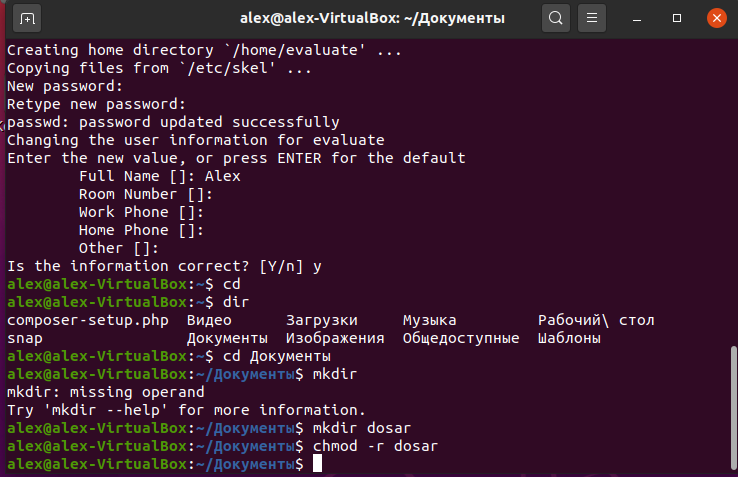 alex@alex-VirtualBox: ~/Документы
Creating home directory `/home/evaluate' ...
Copying files from `/etc/skel' ...
New password:
Retype new password:
passwd: password updated successfully
Changing the user information for evaluate
Enter the new value, or press ENTER for the default
        Full Name []: Alex
        Room Number []:
        Work Phone []:
        Home Phone []:
        Other []:
Is the information correct? [Y/n] y
alex@alex-VirtualBox:~$ cd
alex@alex-VirtualBox:~$ dir
composer-setup.php  Видео      Загрузки     Музыка         Рабочий\ стол
snap                Документы  Изображения  Общедоступные  Шаблоны
alex@alex-VirtualBox:~$ cd Документы
alex@alex-VirtualBox:~/Документы$ mkdir
mkdir: missing operand
Try 'mkdir --help' for more information.
alex@alex-VirtualBox:~/Документы$ mkdir dosar
alex@alex-VirtualBox:~/Документы$ chmod -r dosar
alex@alex-VirtualBox:~/Документы$